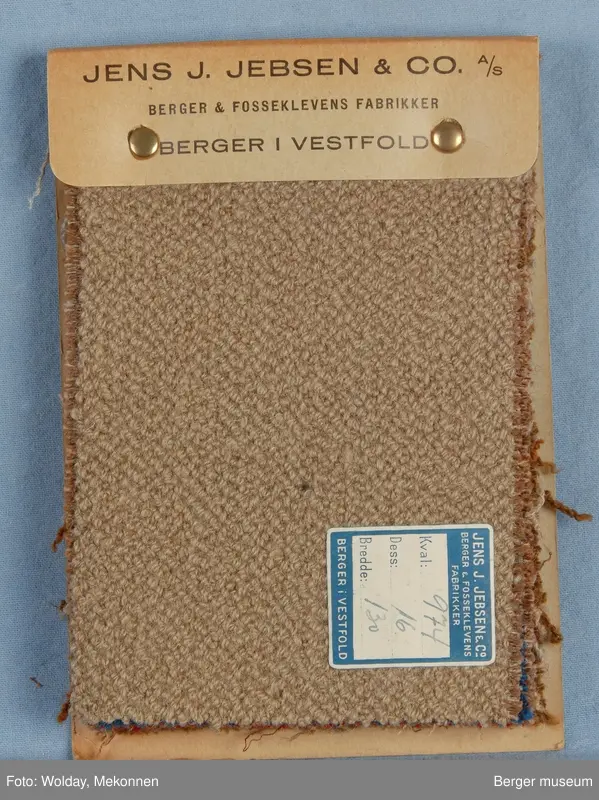 JENS J. JEBSEN & CO. A/S
BERGER & FOSSEKLEVENS FABRIKKER
BERGER I VESTFOLD
JENS J. JEBSEN & Co
BERGER & FOSSEKLEVENS
FABRIKKER
Kval: 974
Dess: 16
Bredde: 130
BERGER i VESTFOLD
Foto: Wolday, Mekonnen
Berger museum